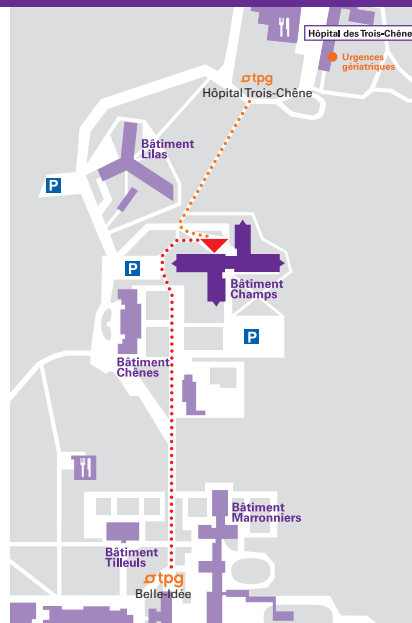 Hôpital des Trois-Chêne
Urgences
gériatriques
tpg
Hôpital Trois-Chêne
Bâtiment
Lilas
P
P
Bâtiment
Champs
P
Bâtiment
Chênes
Bâtiment
Marronniers
Bâtiment
Tilleuls
tpg
Belle-Idée